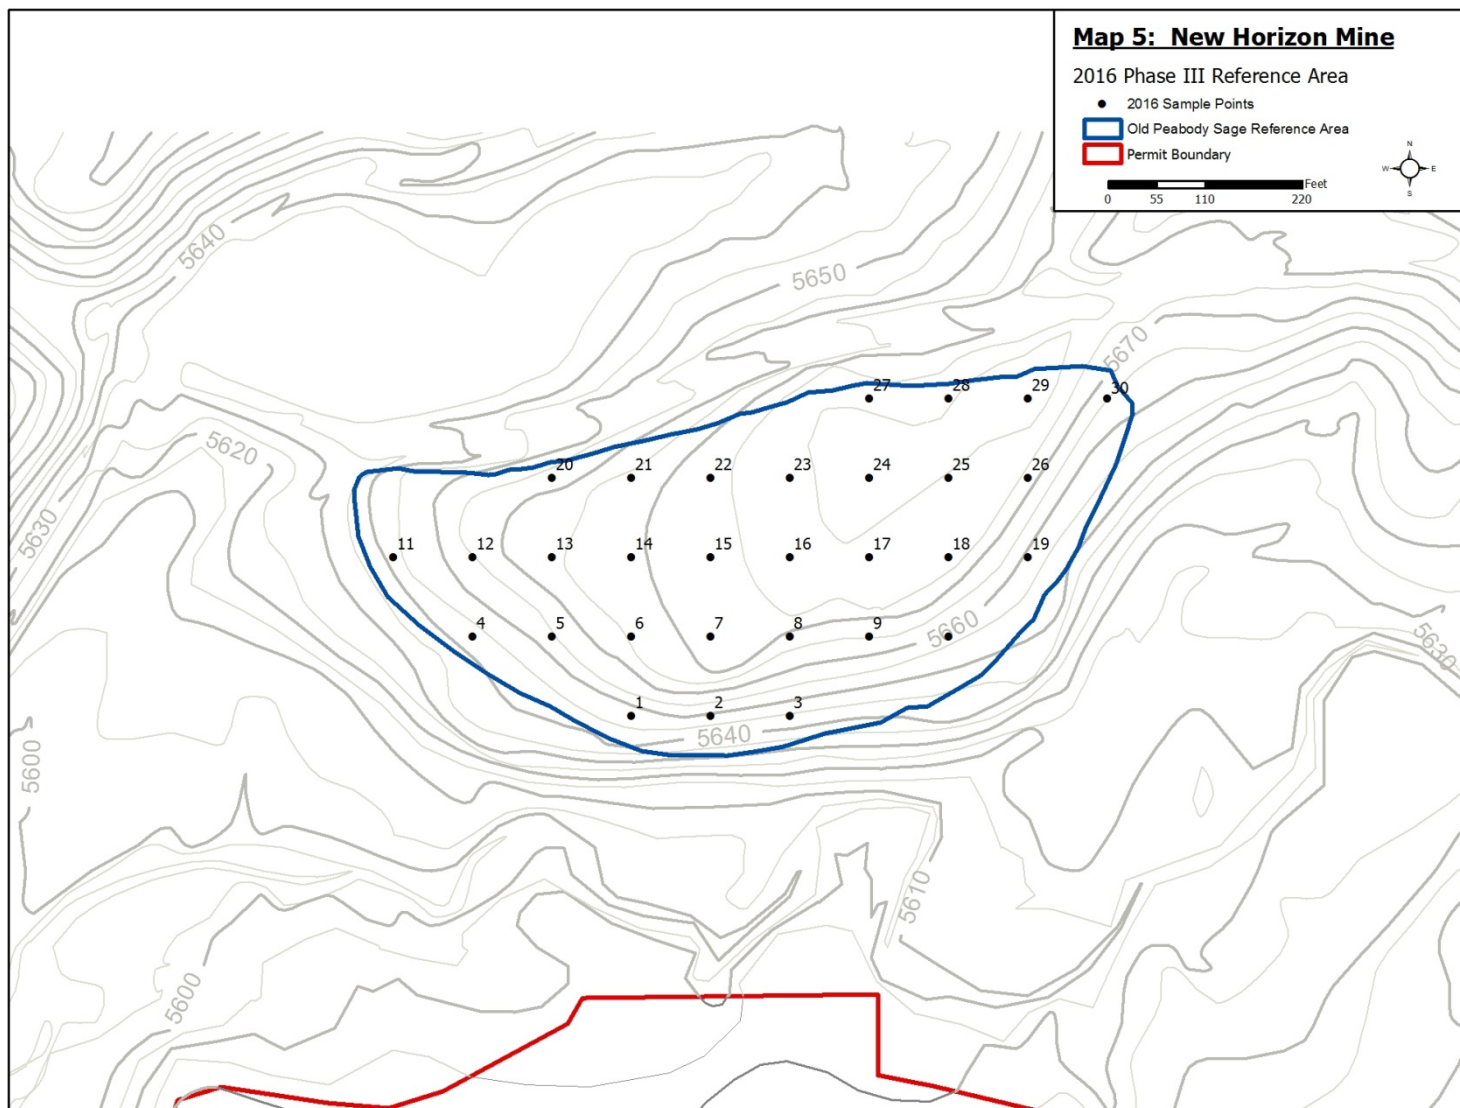 Map 5: New Horizon Mine
2016 Phase III Reference Area
2016 Sample Points
Old Peabody Sage Reference Area
Permit Boundary
N
W E
S
Feet
0 55 110 220
5640
5650
5670
27 28 29 30
5620
20 21 22 23 24 25 26
5630
11 12 13 14 15 16 17 18 19
4 5 6 7 8 9
5660
5630
1 2 3
5640
5600
5610
5600